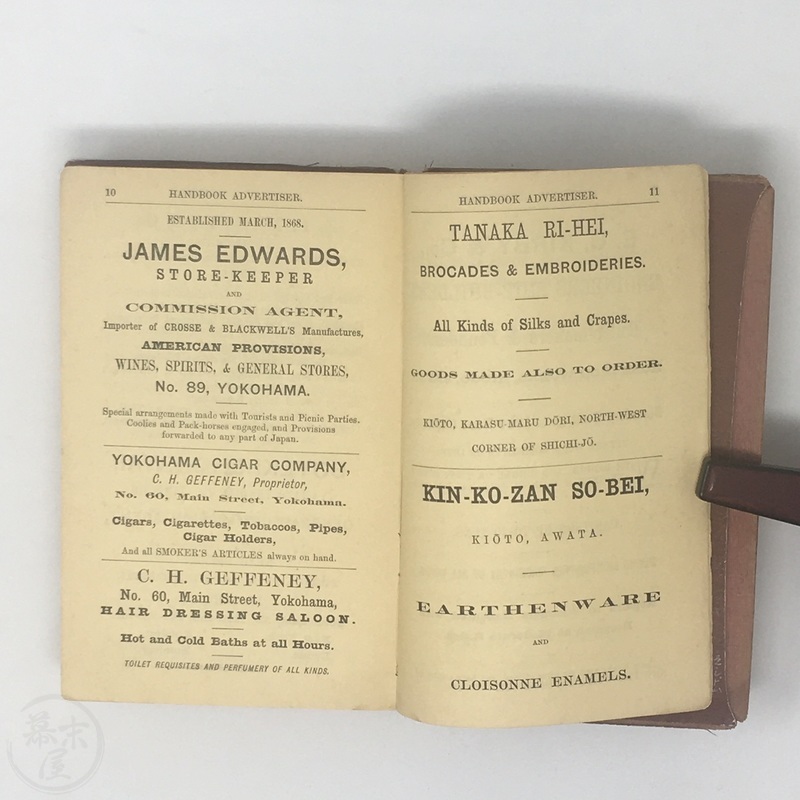 10 HANDBOOK ADVERTISER.
ESTABLISHED MARCH, 1868.
JAMES EDWARDS,
STORE-KEEPER
AND
COMMISSION AGENT,
Importer of CROSSE & BLACKWELL'S Manufactures,
AMERICAN PROVISIONS,
WINES, SPIRITS, & GENERAL STORES,
No. 89, YOKOHAMA.
Special arrangements made with Tourists and Picnic Parties.
Coolies and Pack-horses engaged, and Provisions
forwarded to any part of Japan.
YOKOHAMA CIGAR COMPANY,
C. H. GEFFENEY, Proprietor,
No. 60, Main Street, Yokohama.
Cigars, Cigarettes, Tobaccos, Pipes,
Cigar Holders,
And all SMOKER'S ARTICLES always on hand.
C. H. GEFFENEY,
No. 60, Main Street, Yokohama,
HAIR DRESSING SALOON.
Hot and Cold Baths at all Hours.
TOILET REQUISITES AND PERFUMERY OF ALL KINDS.
HANDBOOK ADVERTISER. 11
TANAKA RI-HEI,
BROCADES & EMBROIDERIES.
All Kinds of Silks and Crapes.
GOODS MADE ALSO TO ORDER.
KIŌTO, KARASU-MARU DŌRI, NORTH-WEST
CORNER OF SHICHI-JŌ.
KIN-KO-ZAN SO-BEI,
KIŌTO, AWATA.
EARTHENWARE
AND
CLOISONNE ENAMELS.
幕末屋